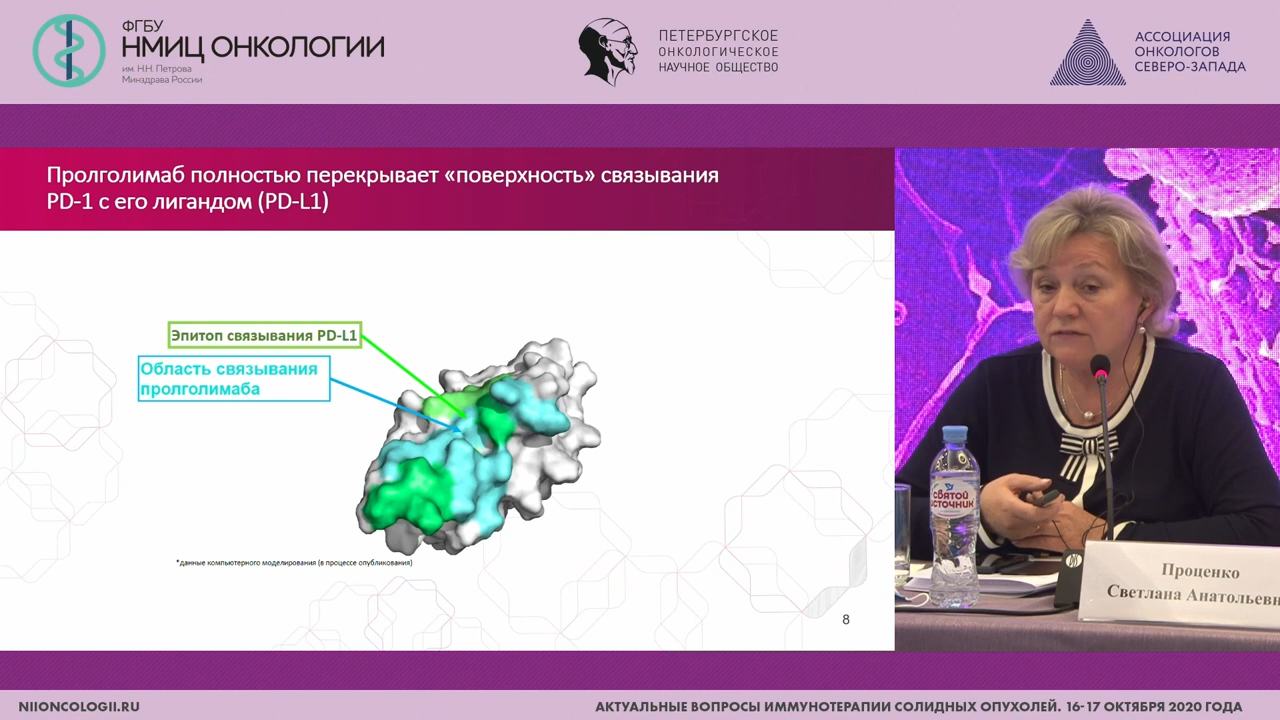 ФГБУ
НМИЦ ОНКОЛОГИИ
им. Н.Н. Петрова
Минздрава России
ПЕТЕРБУРГСКОЕ
ОНКОЛОГИЧЕСКОЕ
НАУЧНОЕ ОБЩЕСТВО
АССОЦИАЦИЯ
ОНКОЛОГОВ
СЕВЕРО-ЗАПАДА
Пролголимаб полностью перекрывает «поверхность» связывания
PD-1 с его лигандом (PD-L1)
Эпитоп связывания PD-L1
Область связывания
пролголимаба
*данные компьютерного моделирования (в процессе опубликования)
8
СВЯТОЙ
ИСТОЧНИК
Проценко
Светлана Анатольевн
NIIONCOLOGII.RU
АКТУАЛЬНЫЕ ВОПРОСЫ ИММУНОТЕРАПИИ СОЛИДНЫХ ОПУХОЛЕЙ. 16-17 ОКТЯБРЯ 2020 ГОДА